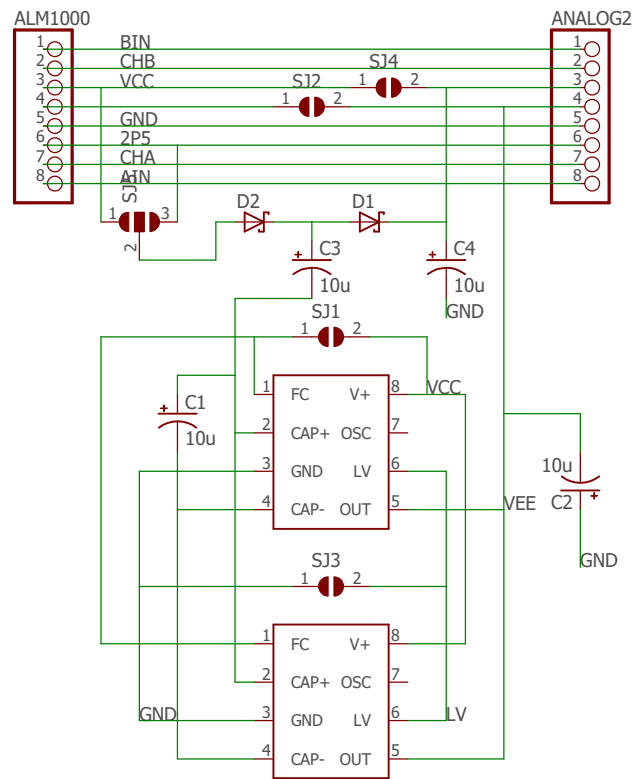 ALM1000 ANALOG2
1 BIN 1
2 CHB 2
3 VCC 1 SJ4 2 3
4 1 SJ2 2 4
5 GND 5
6 2P5 6
7 CHA 7
8 AIN 8
1 SJ5 3
2
D2 D1
C3 C4
10u 10u
GND
SJ1
1 2
1 FC V+ 8 VCC
C1
10u
2 CAP+ OSC 7
3 GND LV 6
4 CAP- OUT 5 VEE
10u
C2
GND
SJ3
1 2
1 FC V+ 8
2 CAP+ OSC 7
GND 3 GND LV 6 LV
4 CAP- OUT 5